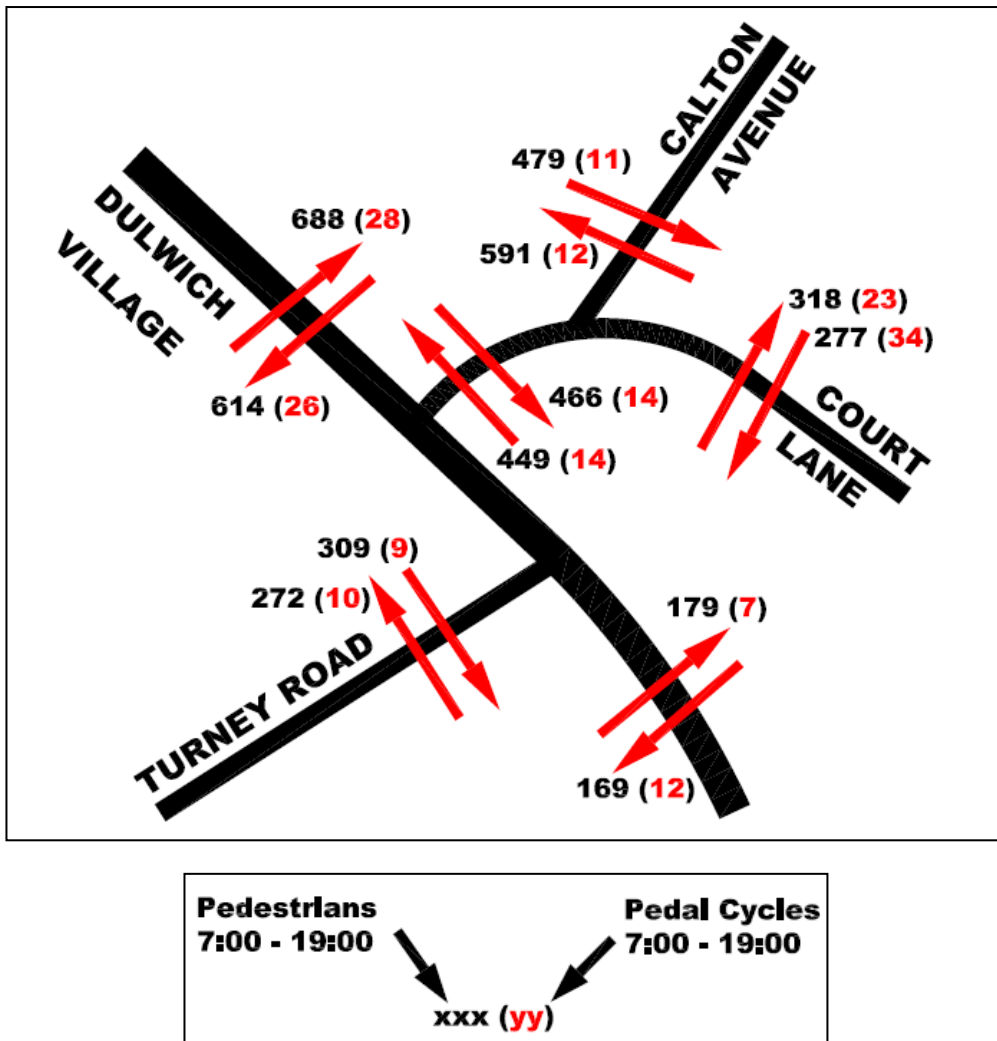 CALTON
AVENUE
479 (11)
591 (12)
DULWICH
VILLAGE
688 (28)
614 (26)
318 (23)
277 (34)
466 (14)
449 (14)
COURT
LANE
309 (9)
272 (10)
TURNEY ROAD
179 (7)
169 (12)
Pedestrians
7:00 - 19:00
Pedal Cycles
7:00 - 19:00
xxx (yy)